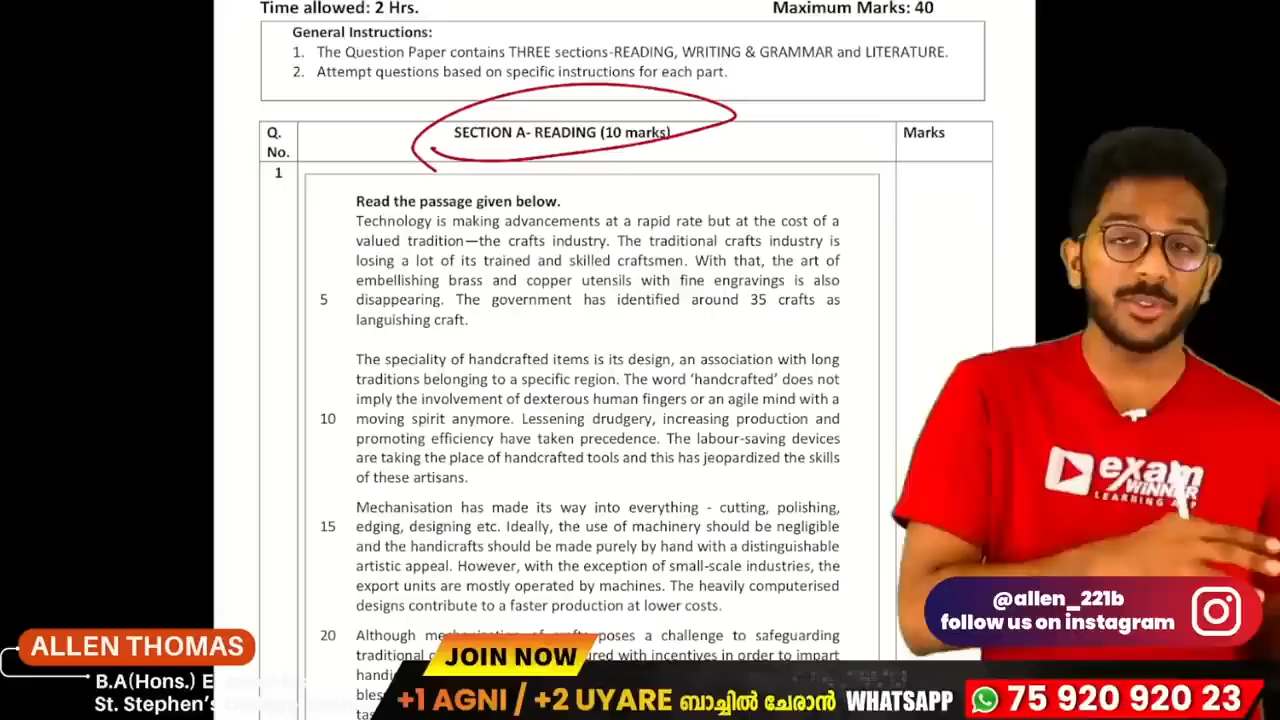 Time allowed: 2 Hrs. Maximum Marks: 40
General Instructions:
1. The Question Paper contains THREE sections-READING, WRITING & GRAMMAR and LITERATURE.
2. Attempt questions based on specific instructions for each part.
Q. No. SECTION A- READING (10 marks) Marks
1
Read the passage given below.
Technology is making advancements at a rapid rate but at the cost of a
valued tradition—the crafts industry. The traditional crafts industry is
losing a lot of its trained and skilled craftsmen. With that, the art of
embellishing brass and copper utensils with fine engravings is also
5 disappearing. The government has identified around 35 crafts as
languishing craft.
The speciality of handcrafted items is its design, an association with long
traditions belonging to a specific region. The word ‘handcrafted’ does not
imply the involvement of dexterous human fingers or an agile mind with a
10 moving spirit anymore. Lessening drudgery, increasing production and
promoting efficiency have taken precedence. The labour-saving devices
are taking the place of handcrafted tools and this has jeopardized the skills
of these artisans.
Mechanisation has made its way into everything - cutting, polishing,
15 edging, designing etc. Ideally, the use of machinery should be negligible
and the handicrafts should be made purely by hand with a distinguishable
artistic appeal. However, with the exception of small-scale industries, the
export units are mostly operated by machines. The heavily computerised
designs contribute to a faster production at lower costs.
20 Although poses a challenge to safeguarding
traditional with incentives in order to impart
exam
WINNER
LEARNING APP
@allen_221b
follow us on instagram
ALLEN THOMAS
B.A(Hons.)
St. Stephen's
JOIN NOW
+1 AGNI / +2 UYARE ബാച്ചിൽ ചേരാൻ WHATSAPP 75 920 920 23